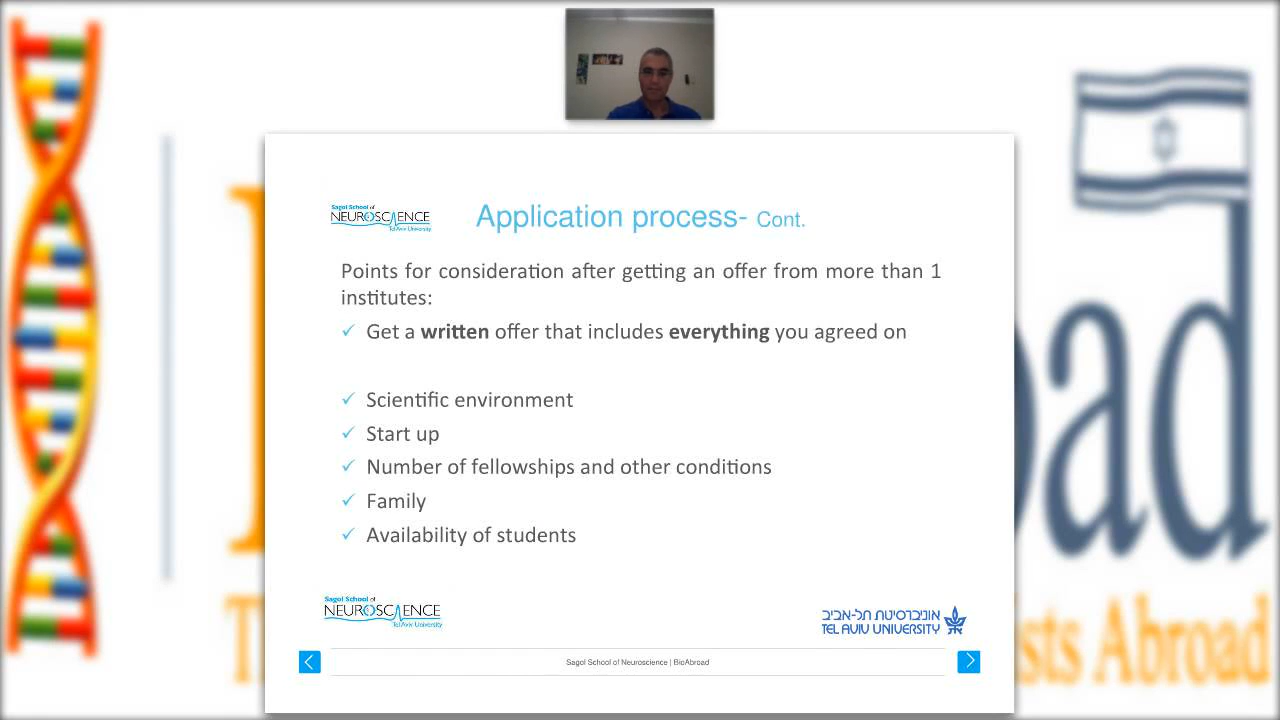 Sagol School of
NEUROSCIENCE
Tel Aviv University
Application process- Cont.
Points for consideration after getting an offer from more than 1
institutes:
✓ Get a written offer that includes everything you agreed on
✓ Scientific environment
✓ Start up
✓ Number of fellowships and other conditions
✓ Family
✓ Availability of students
Sagol School of
NEUROSCIENCE
Tel Aviv University
אוניברסיטת תל-אביב
TEL AVIV UNIVERSITY
Sagol School of Neuroscience | BioAbroad
ad
ists Abroad